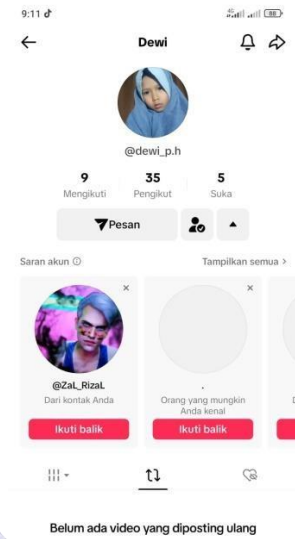 9:11
Dewi
@dewi_p.h
9 35 5
Mengikuti Pengikut Suka
Pesan
Saran akun Tampilkan semua >
@ZaL_RizaL .
Dari kontak Anda Orang yang mungkin
Anda kenal
Ikuti balik Ikuti balik
Belum ada video yang diposting ulang